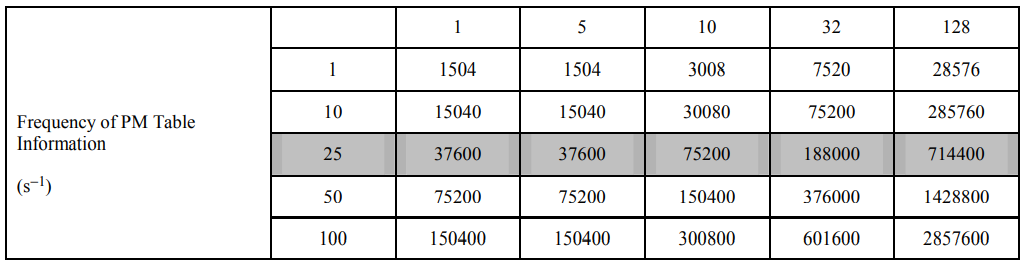 1 5 10 32 128
1 1504 1504 3008 7520 28576
10 15040 15040 30080 75200 285760
Frequency of PM Table
Information
(s⁻¹)
25 37600 37600 75200 188000 714400
50 75200 75200 150400 376000 1428800
100 150400 150400 300800 601600 2857600